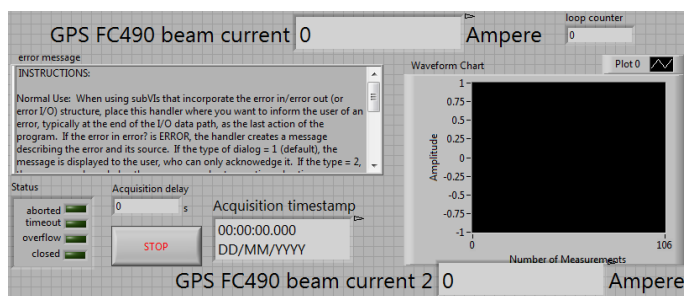 GPS FC490 beam current 0 Ampere
loop counter
0
error message
INSTRUCTIONS:
Normal Use: When using subVIs that incorporate the error in/error out (or
error I/O) structure, place this handler where you want to inform the user of an
error, typically at the end of the I/O data path, as the last action of the
program. If the error in error? is ERROR, the handler creates a message
describing the error and its source. If the type of dialog = 1 (default), the
message is displayed to the user, who can only acknowedge it. If the type = 2,
Waveform Chart
Plot 0
Amplitude
1
0.75
0.5
0.25
0
-0.25
-0.5
-0.75
-1
0
106
Number of Measurements
Status
aborted
timeout
overflow
closed
Acquisition delay
0 s
STOP
Acquisition timestamp
00:00:00.000
DD/MM/YYYY
GPS FC490 beam current 2 0 Ampere